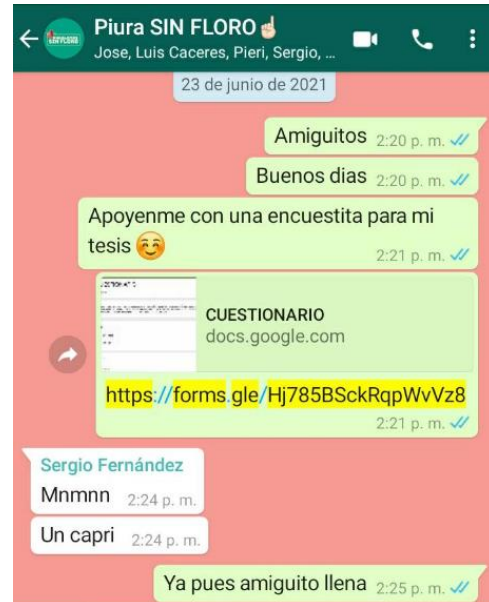 Piura SIN FLORO☝🏻
Jose, Luis Caceres, Pieri, Sergio, ...
23 de junio de 2021
Amiguitos 2:20 p. m.
Buenos dias 2:20 p. m.
Apoyenme con una encuestita para mi
tesis ☺️
2:21 p. m.
CUESTIONARIO
docs.google.com
https://forms.gle/Hj785BSckRqpWvVz8
2:21 p. m.
Sergio Fernández
Mnmnn 2:24 p. m.
Un capri 2:24 p. m.
Ya pues amiguito llena 2:25 p. m.